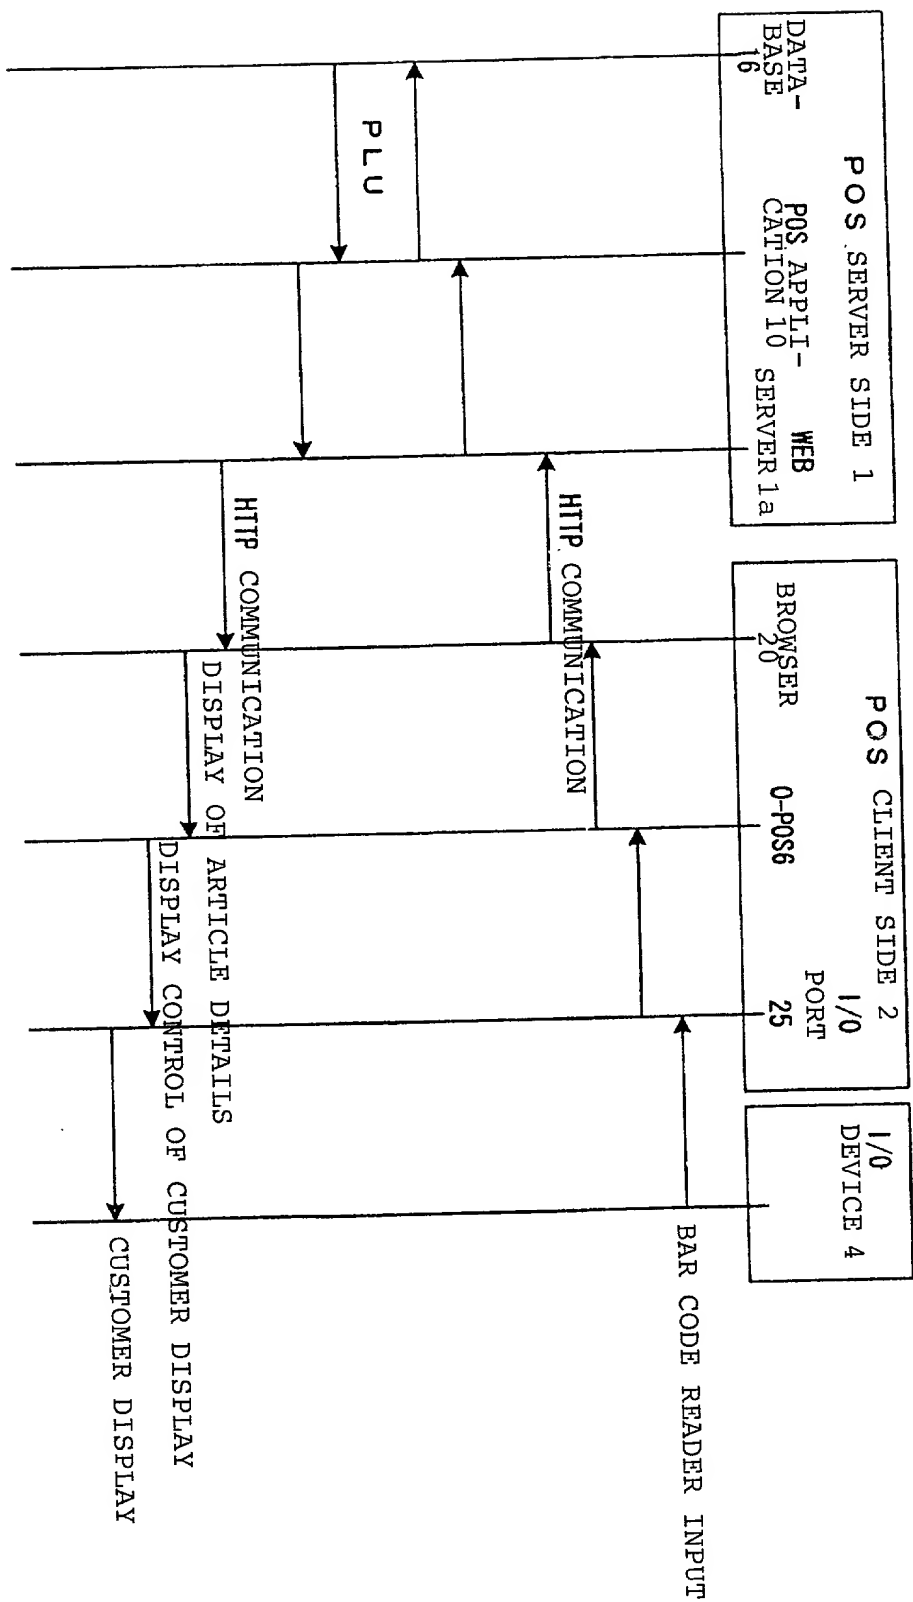 POS SERVER SIDE 1
DATA-
BASE
16
POS APPLI-
CATION 10
WEB
SERVER 1a
POS CLIENT SIDE 2
BROWSER
20
O-POS6
I/O
PORT
25
I/O
DEVICE 4
BAR CODE READER INPUT
HTTP COMMUNICATION
PLU
HTTP COMMUNICATION
DISPLAY OF ARTICLE DETAILS
DISPLAY CONTROL OF CUSTOMER DISPLAY
CUSTOMER DISPLAY